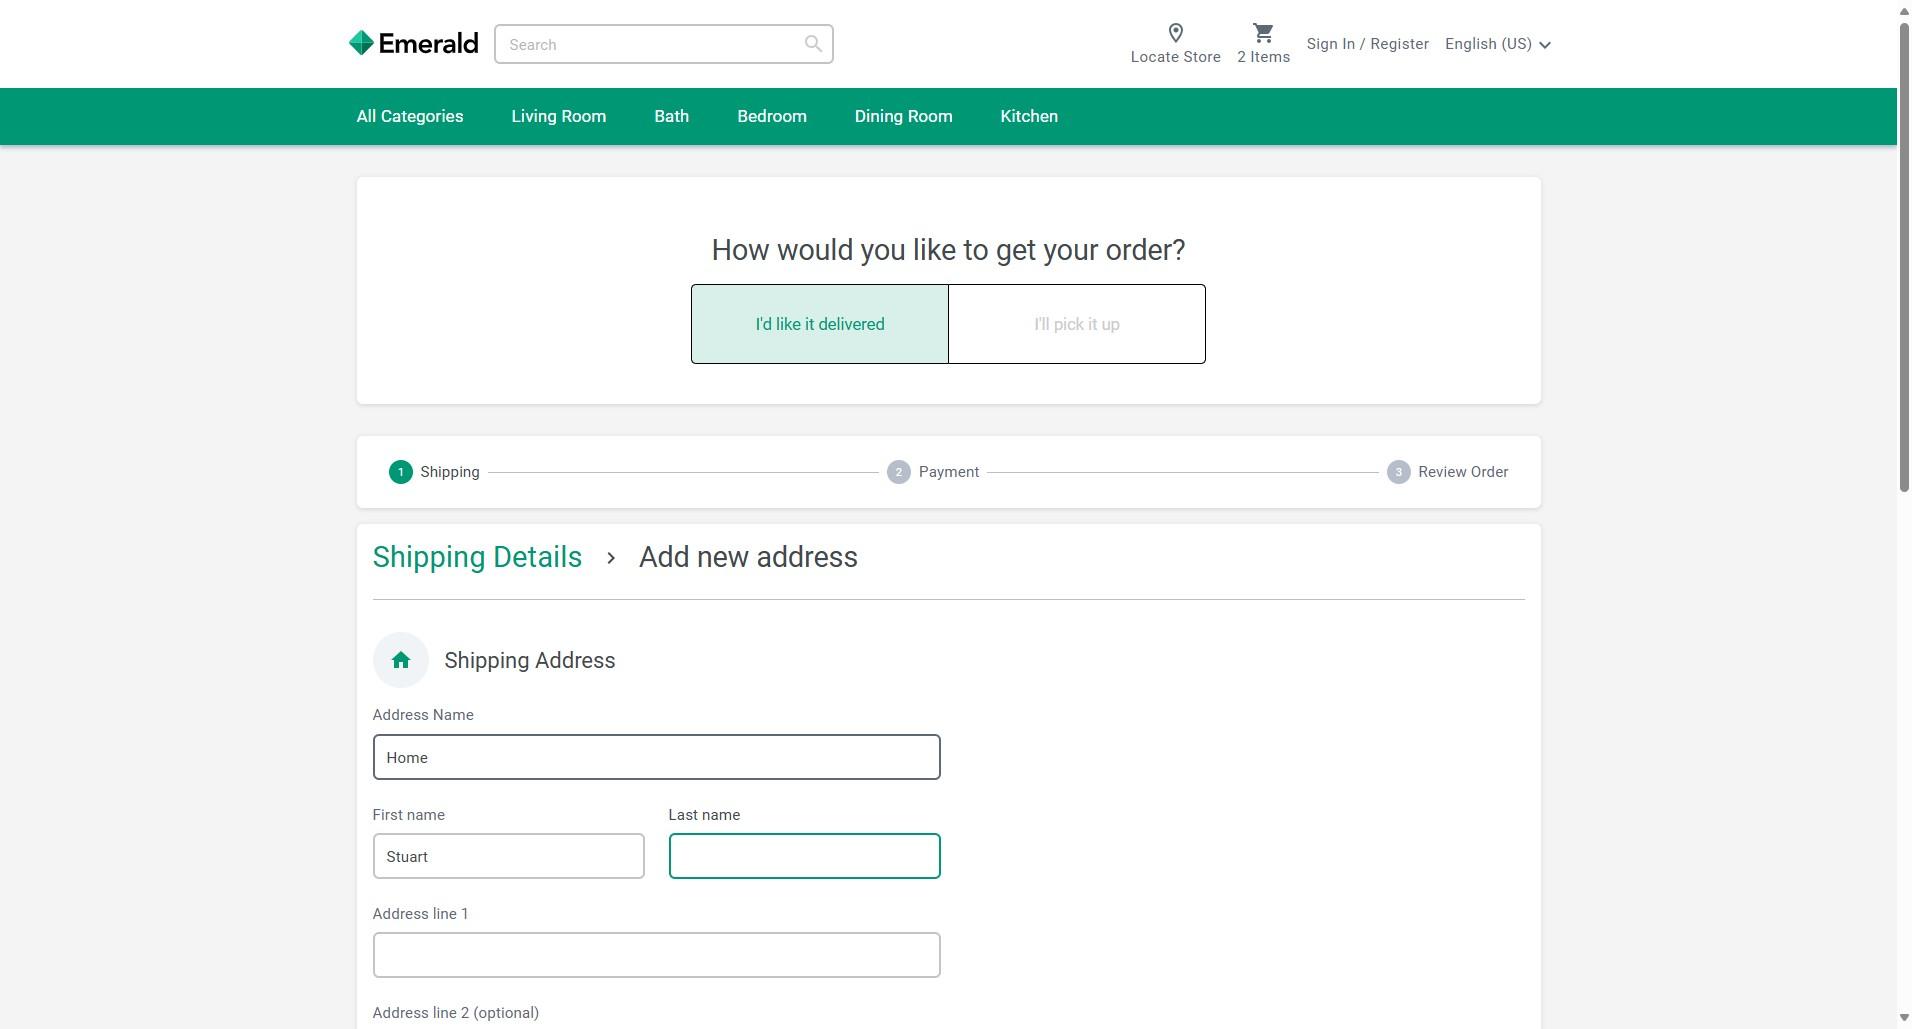 Emerald
Search
Locate Store
2 Items
Sign In / Register
English (US)
All Categories
Living Room
Bath
Bedroom
Dining Room
Kitchen
How would you like to get your order?
I'd like it delivered
I'll pick it up
1 Shipping
2 Payment
3 Review Order
Shipping Details
Add new address
Shipping Address
Address Name
Home
First name
Last name
Stuart
Address line 1
Address line 2 (optional)